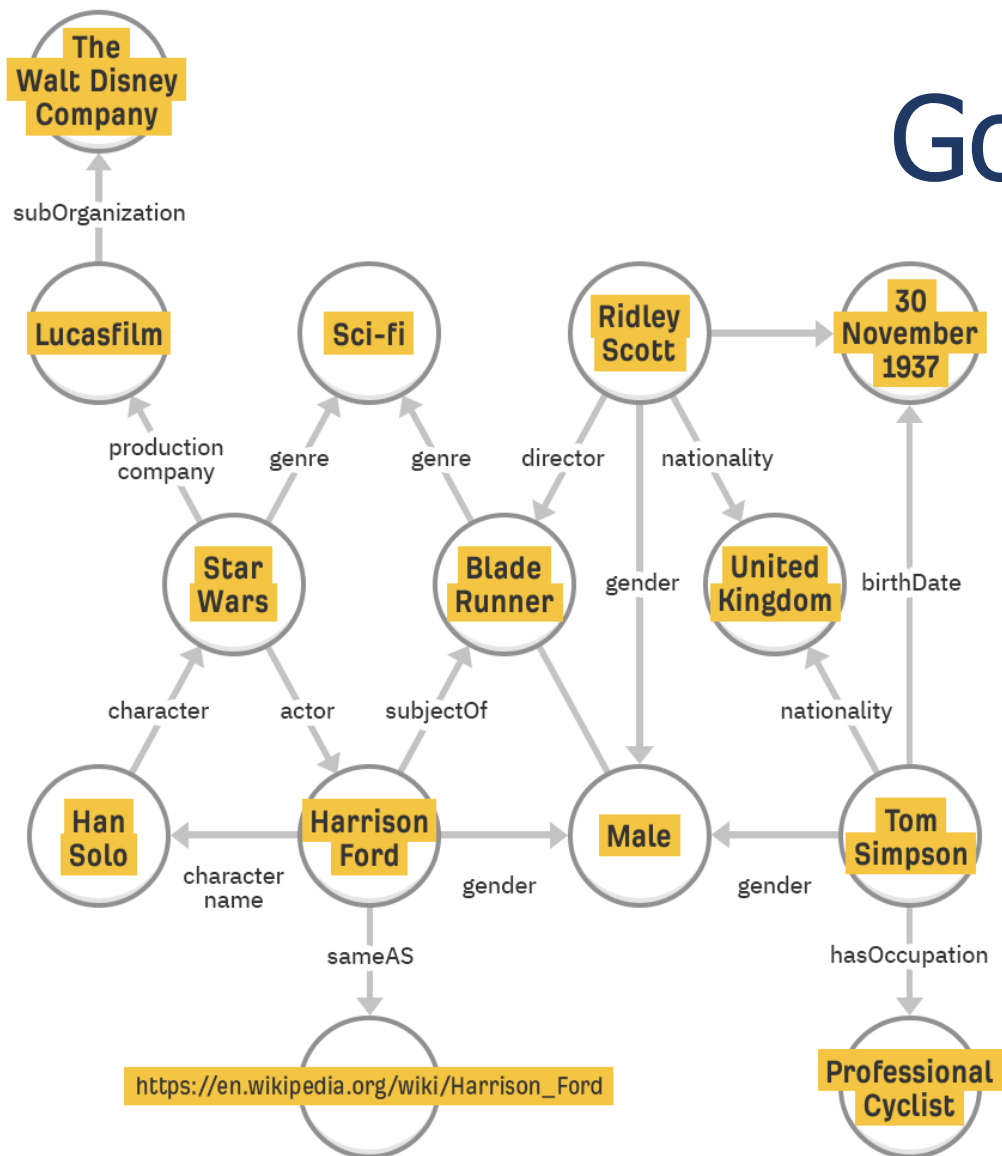 The
Walt Disney
Company
Go
subOrganization
Lucasfilm
Sci-fi
Ridley
Scott
30
November
1937
production
company
genre
genre
director
nationality
Star
Wars
Blade
Runner
gender
United
Kingdom
birthDate
character
actor
subjectOf
nationality
Han
Solo
Harrison
Ford
Male
Tom
Simpson
character
name
gender
gender
sameAS
hasOccupation
https://en.wikipedia.org/wiki/Harrison_Ford
Professional
Cyclist